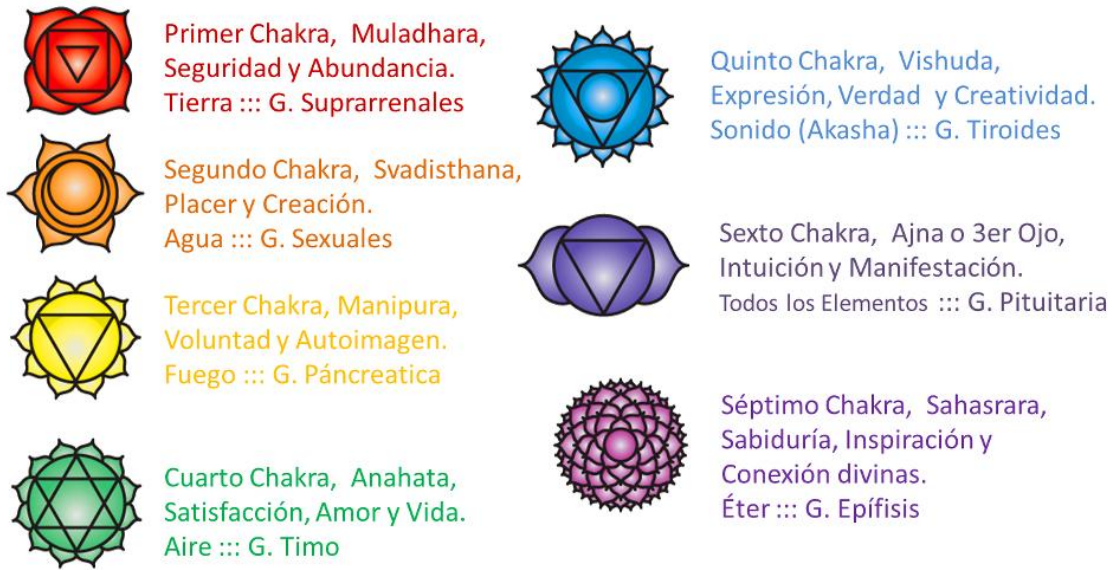 Primer Chakra, Muladhara,
Seguridad y Abundancia.
Tierra ::: G. Suprarrenales
Segundo Chakra, Svadisthana,
Placer y Creación.
Agua ::: G. Sexuales
Tercer Chakra, Manipura,
Voluntad y Autoimagen.
Fuego ::: G. Páncreatica
Cuarto Chakra, Anahata,
Satisfacción, Amor y Vida.
Aire ::: G. Timo
Quinto Chakra, Vishuda,
Expresión, Verdad y Creatividad.
Sonido (Akasha) ::: G. Tiroides
Sexto Chakra, Ajna o 3er Ojo,
Intuición y Manifestación.
Todos los Elementos ::: G. Pituitaria
Séptimo Chakra, Sahasrara,
Sabiduría, Inspiración y
Conexión divinas.
Éter ::: G. Epífisis